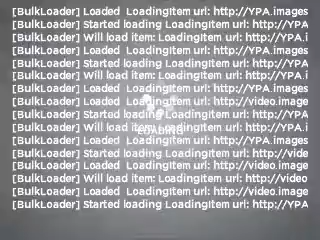 [BulkLoader] Loaded  LoadingItem url: http://YPA.images
[BulkLoader] Started loading LoadingItem url: http://YPA
[BulkLoader] Will load item: LoadingItem url: http://YPA.i
[BulkLoader] Loaded  LoadingItem url: http://YPA.images
[BulkLoader] Started loading LoadingItem url: http://YPA
[BulkLoader] Will load item: LoadingItem url: http://YPA.i
[BulkLoader] Loaded  LoadingItem url: http://YPA.images
[BulkLoader] Loaded  LoadingItem url: http://video.image
[BulkLoader] Started loading LoadingItem url: http://YPA
[BulkLoader] Will load item: LoadingItem url: http://YPA.i
LOADING
[BulkLoader] Loaded  LoadingItem url: http://YPA.images
[BulkLoader] Started loading LoadingItem url: http://vide
[BulkLoader] Loaded  LoadingItem url: http://video.image
[BulkLoader] Will load item: LoadingItem url: http://video
[BulkLoader] Loaded  LoadingItem url: http://video.image
[BulkLoader] Started loading LoadingItem url: http://YPA